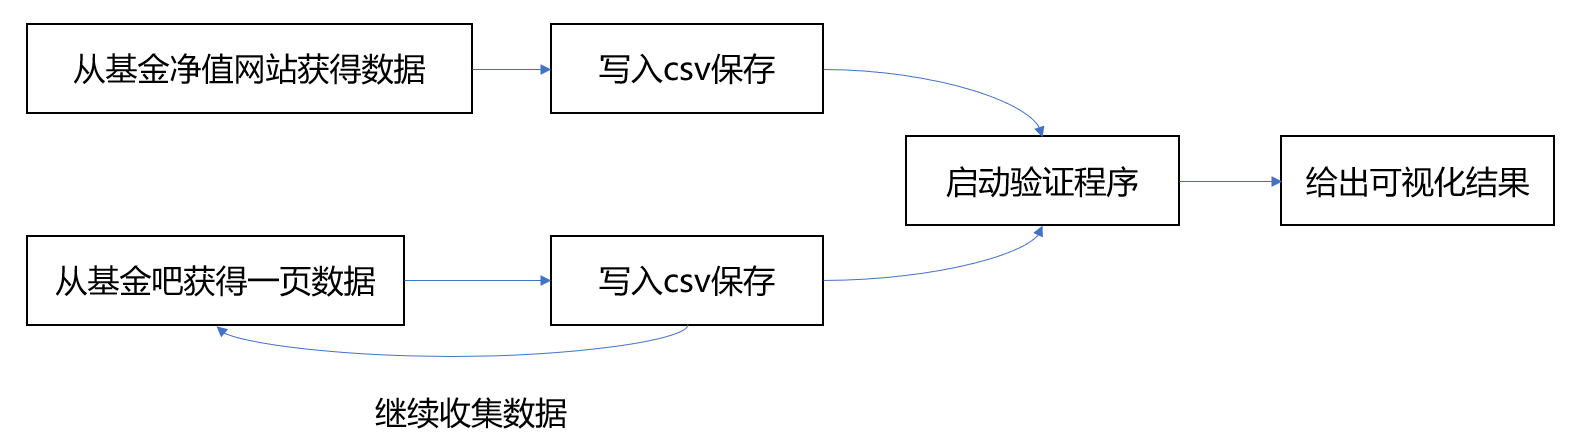 从基金净值网站获得数据
写入csv保存
启动验证程序
给出可视化结果
从基金吧获得一页数据
写入csv保存
继续收集数据